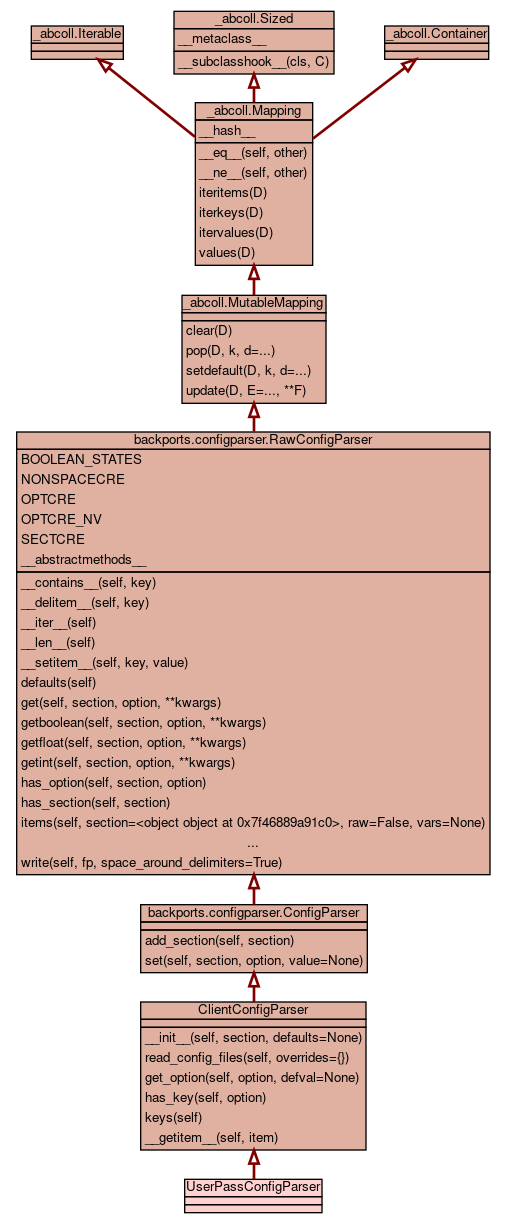 _abcoll.Iterable
_abcoll.Sized
__metaclass__
__subclasshook__(cls, C)
_abcoll.Container
_abcoll.Mapping
__hash__
__eq__(self, other)
__ne__(self, other)
iteritems(D)
iterkeys(D)
itervalues(D)
values(D)
_abcoll.MutableMapping
clear(D)
pop(D, k, d=...)
setdefault(D, k, d=...)
update(D, E=..., **F)
backports.configparser.RawConfigParser
BOOLEAN_STATES
NONSPACECRE
OPTCRE
OPTCRE_NV
SECTCRE
__abstractmethods__
__contains__(self, key)
__delitem__(self, key)
__iter__(self)
__len__(self)
__setitem__(self, key, value)
defaults(self)
get(self, section, option, **kwargs)
getboolean(self, section, option, **kwargs)
getfloat(self, section, option, **kwargs)
getint(self, section, option, **kwargs)
has_option(self, section, option)
has_section(self, section)
items(self, section=<object object at 0x7f46889a91c0>, raw=False, vars=None)
...
write(self, fp, space_around_delimiters=True)
backports.configparser.ConfigParser
add_section(self, section)
set(self, section, option, value=None)
ClientConfigParser
__init__(self, section, defaults=None)
read_config_files(self, overrides={})
get_option(self, option, defval=None)
has_key(self, option)
keys(self)
__getitem__(self, item)
UserPassConfigParser